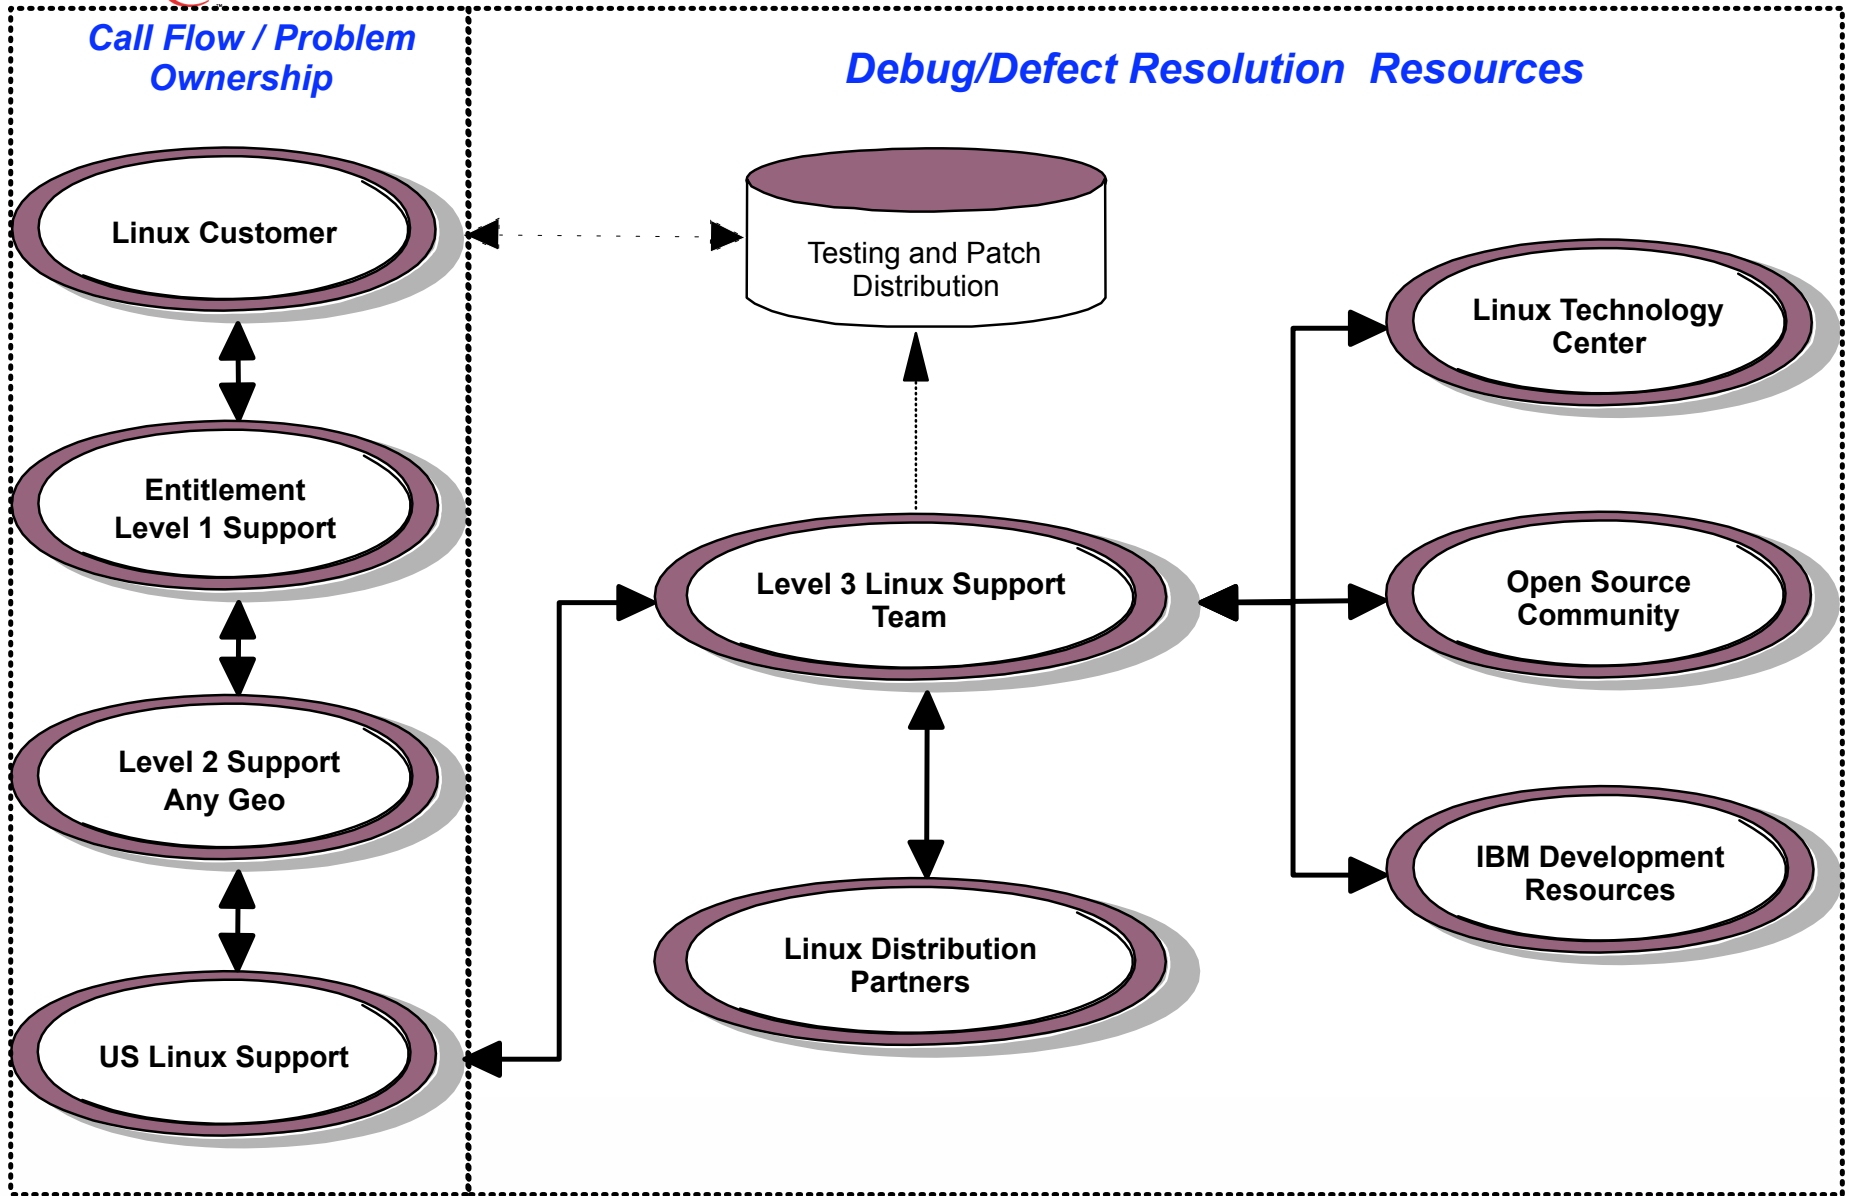 Call Flow / Problem
Ownership
Debug/Defect Resolution Resources
Linux Customer
Testing and Patch
Distribution
Linux Technology
Center
Entitlement
Level 1 Support
Level 3 Linux Support
Team
Open Source
Community
Level 2 Support
Any Geo
IBM Development
Resources
Linux Distribution
Partners
US Linux Support